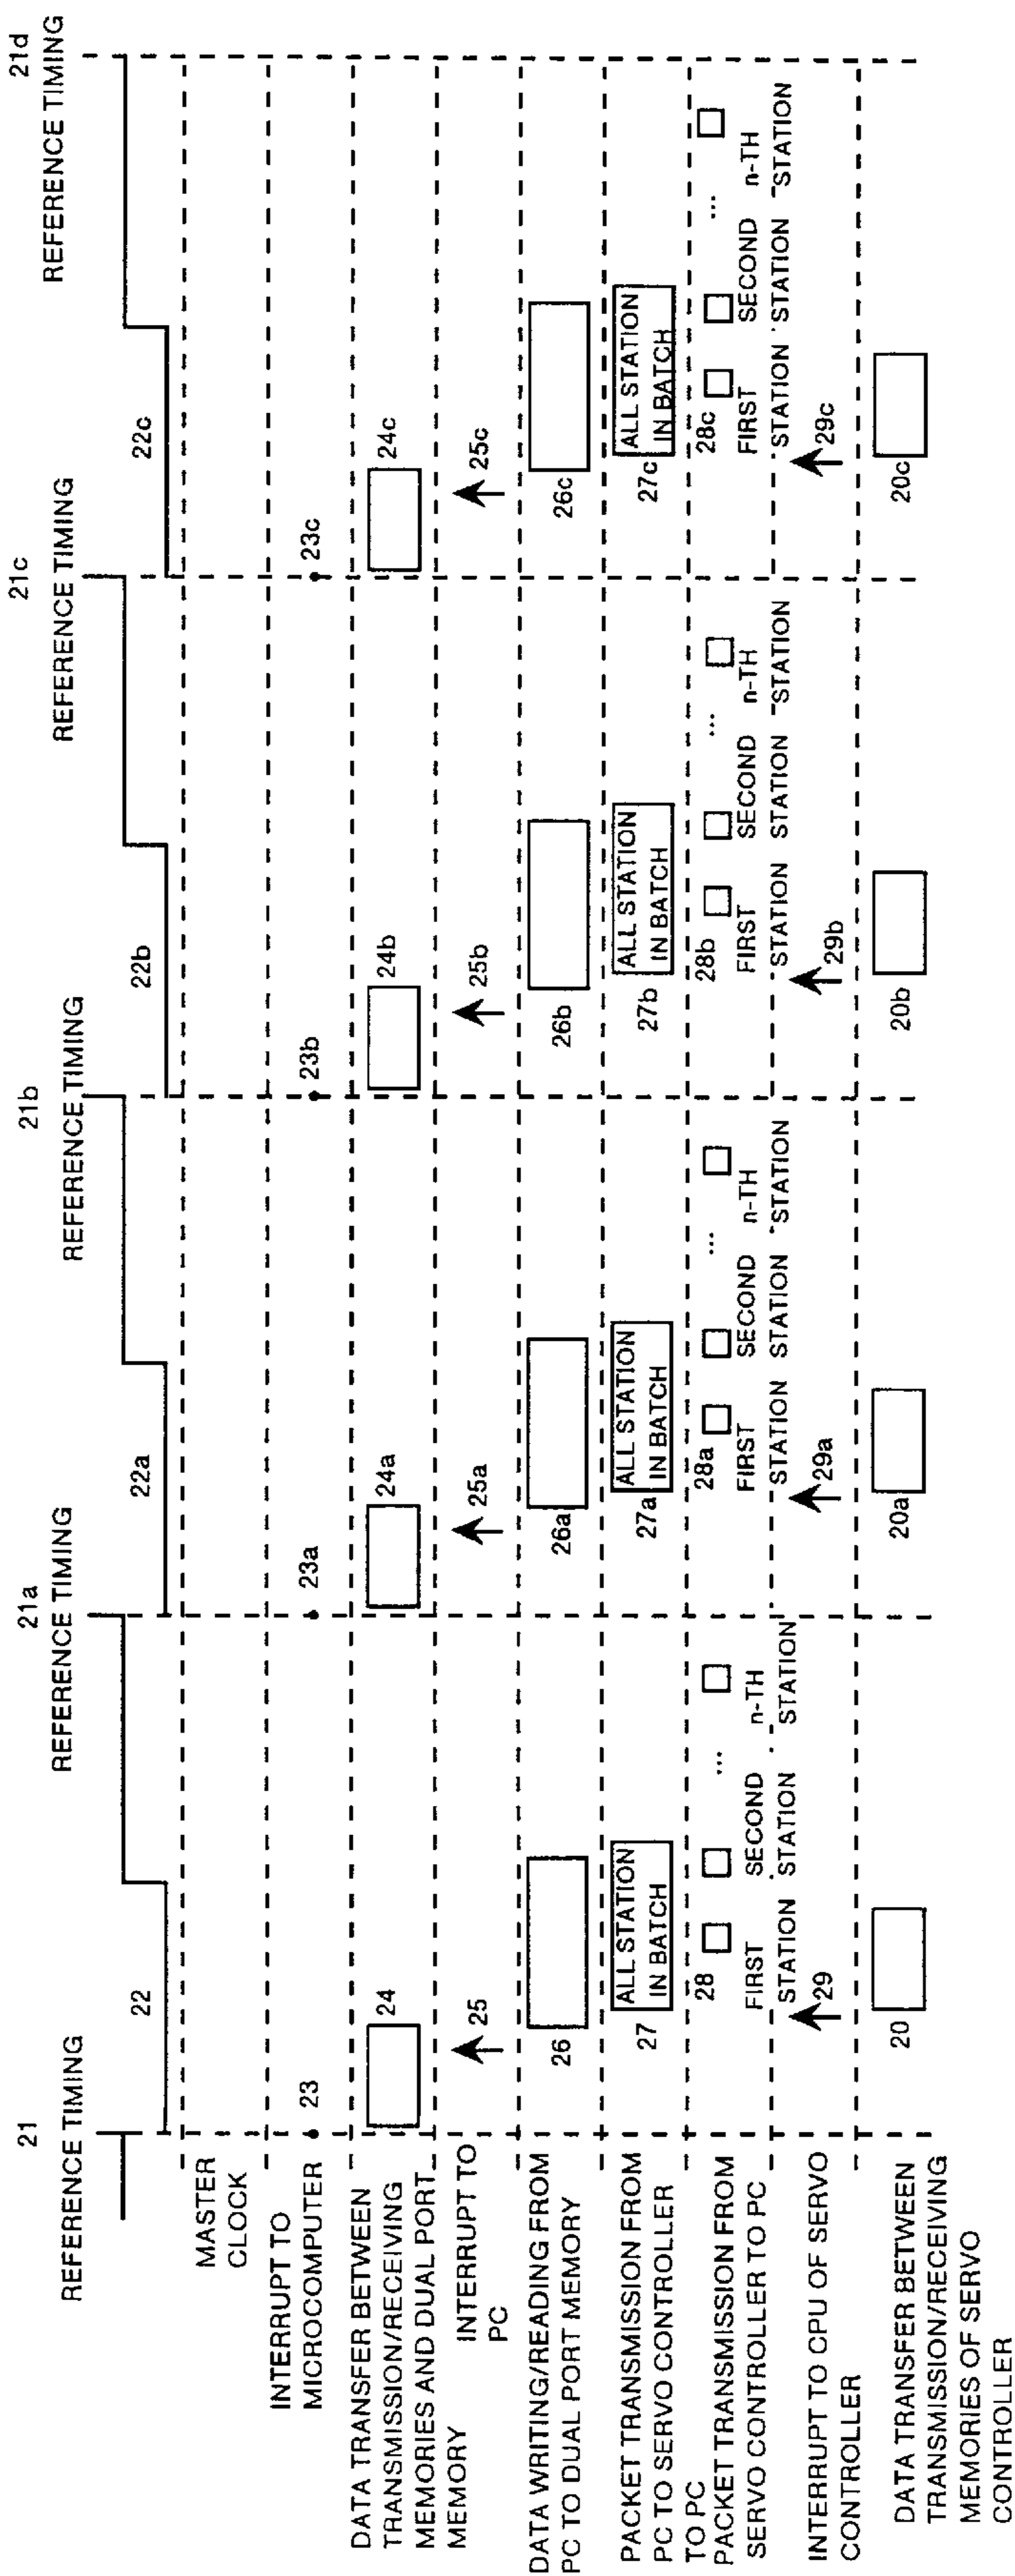 21 21a 21b 21c 21d
REFERENCE TIMING REFERENCE TIMING REFERENCE TIMING REFERENCE TIMING REFERENCE TIMING
22 22a 22b 22c
MASTER
CLOCK
INTERRUPT TO
MICROCOMPUTER
23 23a 23b 23c
DATA TRANSFER BETWEEN
TRANSMISSION/RECEIVING
MEMORIES AND DUAL PORT
MEMORY
24 24a 24b 24c
INTERRUPT TO
PC
25 25a 25b 25c
DATA WRITING/READING FROM
PC TO DUAL PORT MEMORY
26 26a 26b 26c
PACKET TRANSMISSION FROM
PC TO SERVO CONTROLLER
TO PC
ALL STATION ALL STATION ALL STATION ALL STATION
IN BATCH IN BATCH IN BATCH IN BATCH
27 27a 27b 27c
PACKET TRANSMISSION FROM
SERVO CONTROLLER TO PC
28 ... 28a ... 28b ... 28c ...
FIRST SECOND n-TH FIRST SECOND n-TH FIRST SECOND n-TH FIRST SECOND n-TH
STATION STATION STATION STATION STATION STATION STATION STATION STATION STATION STATION STATION
INTERRUPT TO CPU OF SERVO
CONTROLLER
29 29a 29b 29c
DATA TRANSFER BETWEEN
TRANSMISSION/RECEIVING
MEMORIES OF SERVO
CONTROLLER
20 20a 20b 20c